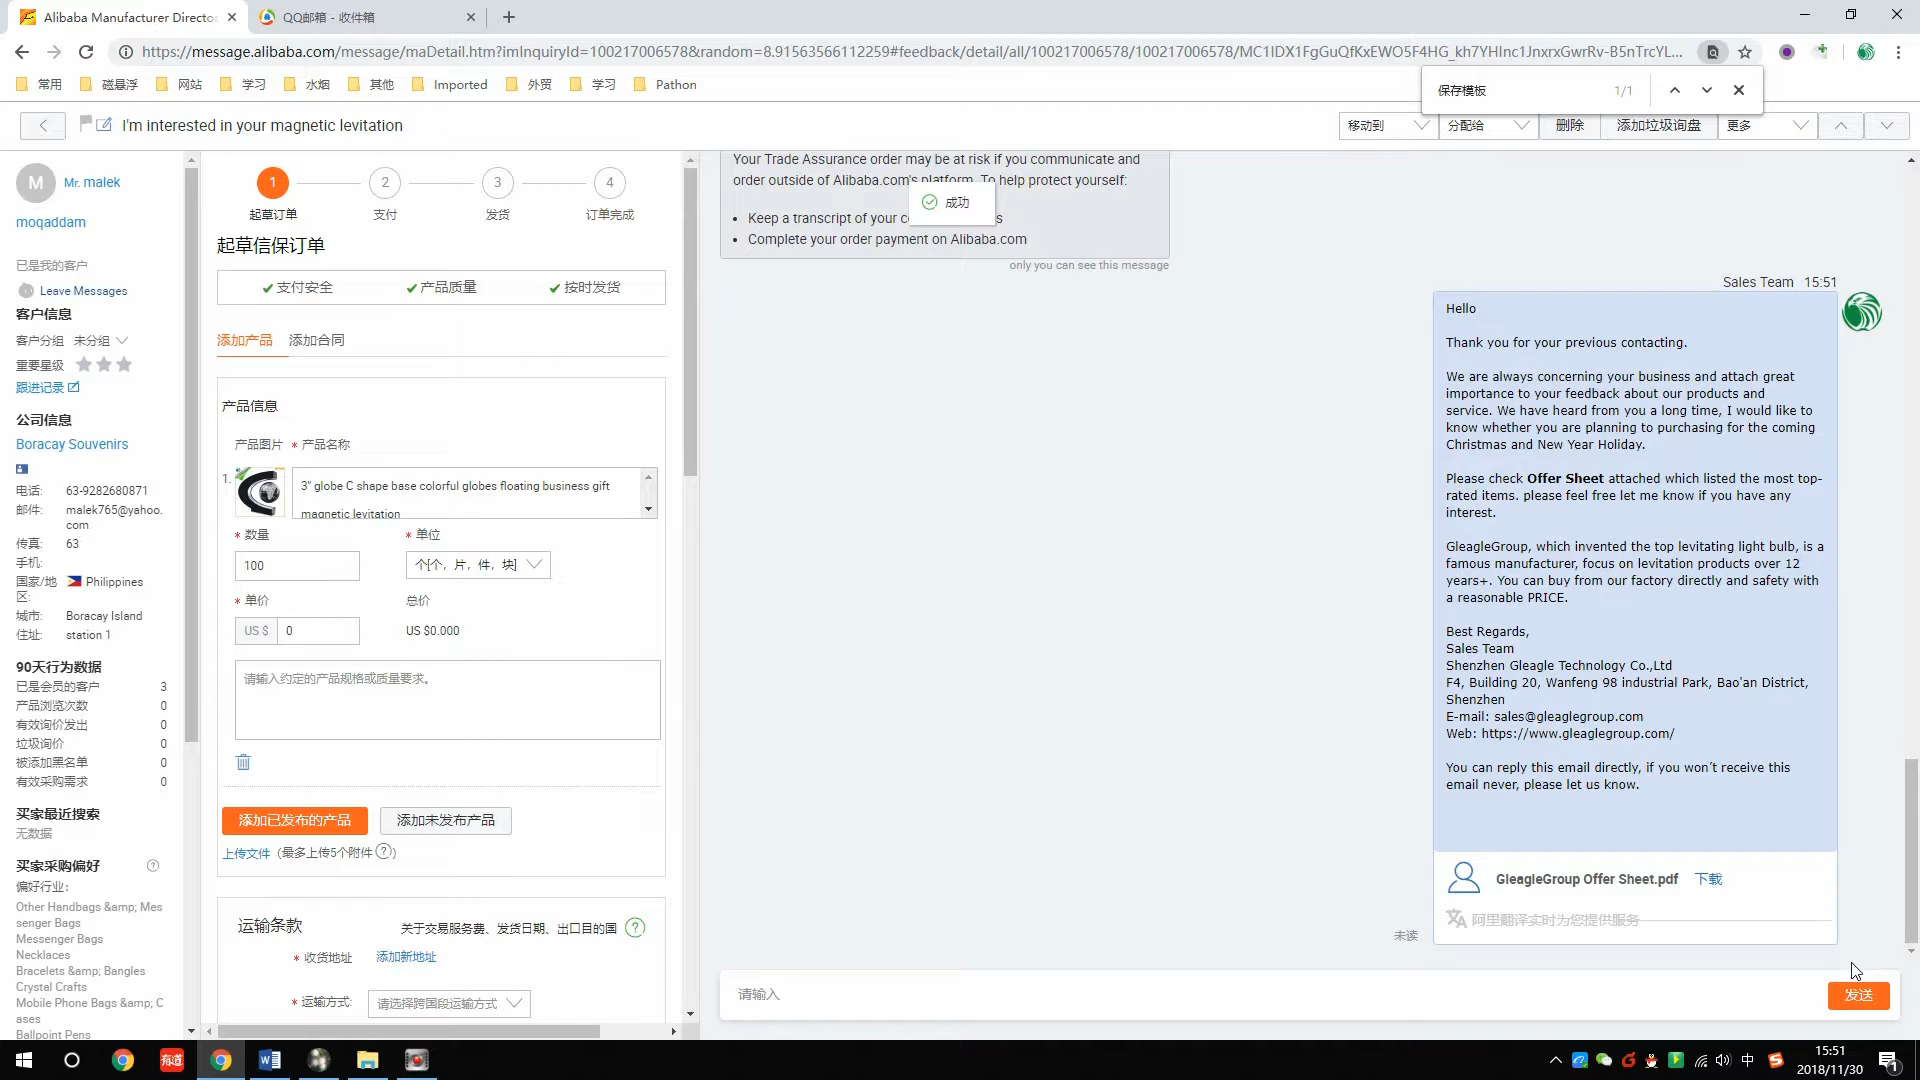 Alibaba Manufacturer Directo
QQ邮箱 - 收件箱
https://message.alibaba.com/message/maDetail.htm?imInquiryId=100217006578&random=8.91563566112259#feedback/detail/all/100217006578/100217006578/MC1IDX1FgGuQfKxEWO5F4HG_kh7YHInc1JnxrxGwrRv-B5nTrcYL...
常用
磁悬浮
网站
学习
水烟
其他
Imported
外贸
学习
Pathon
保存模板
1/1
I'm interested in your magnetic levitation
移动到
分配给
删除
添加垃圾询盘
更多
M
Mr. malek
moqaddam
已是我的客户
Leave Messages
客户信息
客户分组 未分组
重要星级
跟进记录
公司信息
Boracay Souvenirs
电话: 63-9282680871
邮件: malek765@yahoo.
com
传真: 63
手机:
国家/地 Philippines
区:
城市: Boracay Island
住址: station 1
90天行为数据
已是会员的客户 3
产品浏览次数 0
有效询价发出 0
垃圾询价 0
被添加黑名单 0
有效采购需求 0
买家最近搜索
无数据
买家采购偏好
偏好行业:
Other Handbags &amp; Mes
senger Bags
Messenger Bags
Necklaces
Bracelets &amp; Bangles
Crystal Crafts
Mobile Phone Bags &amp; C
ases
Ballpoint Pens
1 2 3 4
起草订单 支付 发货 订单完成
起草信保订单
支付安全 产品质量 按时发货
添加产品 添加合同
产品信息
产品图片 * 产品名称
1.
3" globe C shape base colorful globes floating business gift
magnetic levitation
* 数量 * 单位
100
个[个, 片, 件, 块]
* 单价 总价
US $ 0
US $0.000
请输入约定的产品规格或质量要求。
添加已发布的产品 添加未发布产品
上传文件 (最多上传5个附件 ?)
运输条款 关于交易服务费、发货日期、出口目的国 ?
* 收货地址 添加新地址
* 运输方式: 请选择跨国段运输方式
Your Trade Assurance order may be at risk if you communicate and
order outside of Alibaba.com's platform. To help protect yourself:
成功
• Keep a transcript of your co s
• Complete your order payment on Alibaba.com
only you can see this message
Sales Team 15:51
Hello
Thank you for your previous contacting.
We are always concerning your business and attach great
importance to your feedback about our products and
service. We have heard from you a long time, I would like to
know whether you are planning to purchasing for the coming
Christmas and New Year Holiday.
Please check Offer Sheet attached which listed the most top-
rated items. please feel free let me know if you have any
interest.
GleagleGroup, which invented the top levitating light bulb, is a
famous manufacturer, focus on levitation products over 12
years+. You can buy from our factory directly and safety with
a reasonable PRICE.
Best Regards,
Sales Team
Shenzhen Gleagle Technology Co.,Ltd
F4, Building 20, Wanfeng 98 industrial Park, Bao'an District,
Shenzhen
E-mail: sales@gleaglegroup.com
Web: https://www.gleaglegroup.com/
You can reply this email directly, if you won't receive this
email never, please let us know.
GleagleGroup Offer Sheet.pdf 下载
阿里翻译实时为您提供服务
未读
请输入
发送
有道
中
15:51
2018/11/30
1